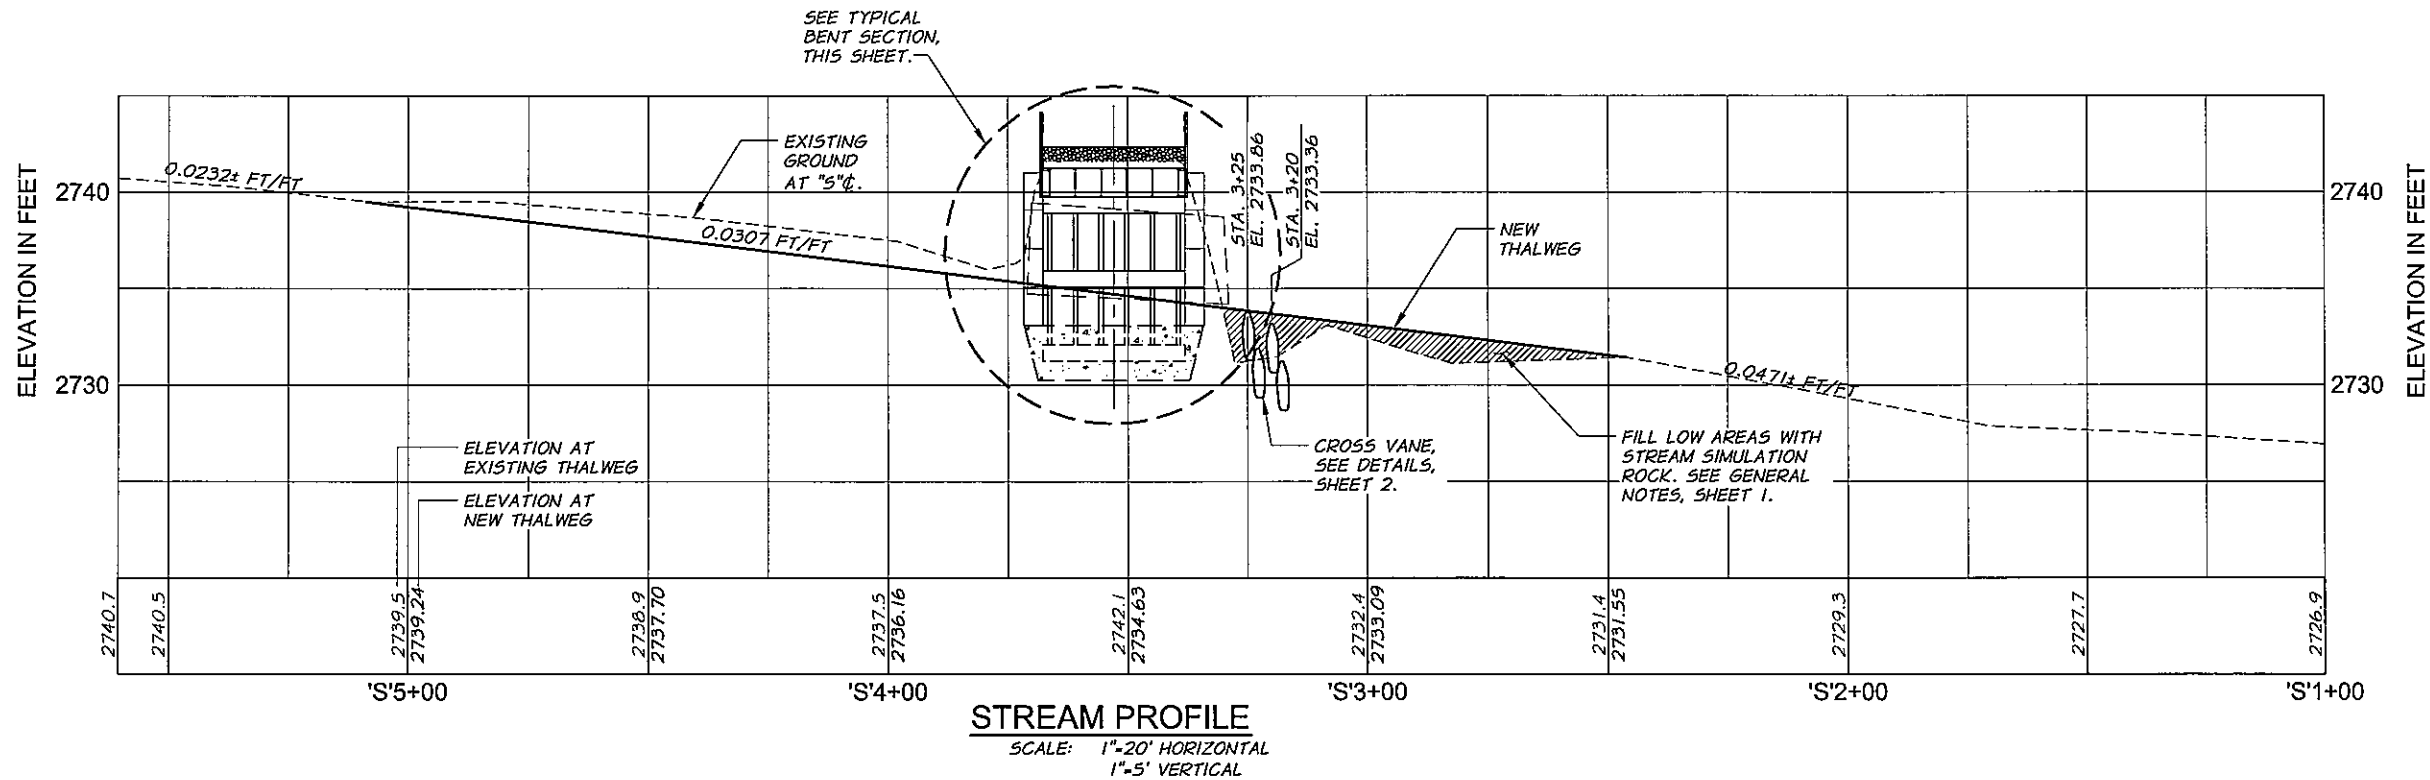 SEE TYPICAL
BENT SECTION,
THIS SHEET.
ELEVATION IN FEET
2740
2730
0.0232± FT/FT
EXISTING
GROUND
AT "S"℄.
0.0307 FT/FT
STA. 3+25
EL. 2733.86
STA. 3+20
EL. 2733.36
NEW
THALWEG
2740
2730
ELEVATION IN FEET
0.0471± FT/FT
ELEVATION AT
EXISTING THALWEG
ELEVATION AT
NEW THALWEG
CROSS VANE,
SEE DETAILS,
SHEET 2.
FILL LOW AREAS WITH
STREAM SIMULATION
ROCK. SEE GENERAL
NOTES, SHEET 1.
2740.7
2740.5
2739.5
2739.24
2738.9
2737.70
2737.5
2736.16
2742.1
2734.63
2732.4
2733.09
2731.4
2731.55
2729.3
2727.7
2726.9
'S'5+00
'S'4+00
'S'3+00
'S'2+00
'S'1+00
STREAM PROFILE
SCALE: 1"=20' HORIZONTAL
1"=5' VERTICAL